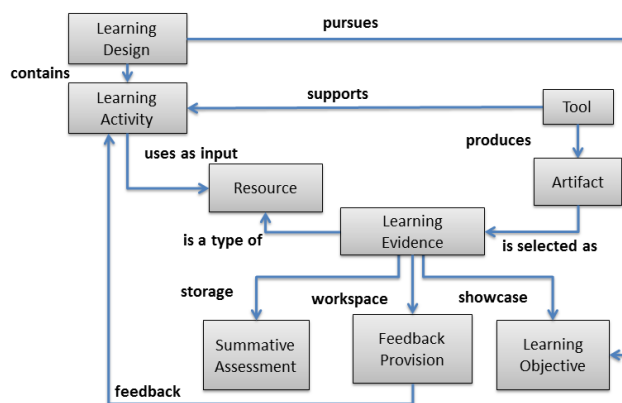 Learning
Design
pursues
contains
Learning
Activity
supports
Tool
produces
uses as input
Resource
Artifact
is a type of
Learning
Evidence
is selected as
storage
workspace
showcase
Summative
Assessment
Feedback
Provision
Learning
Objective
feedback